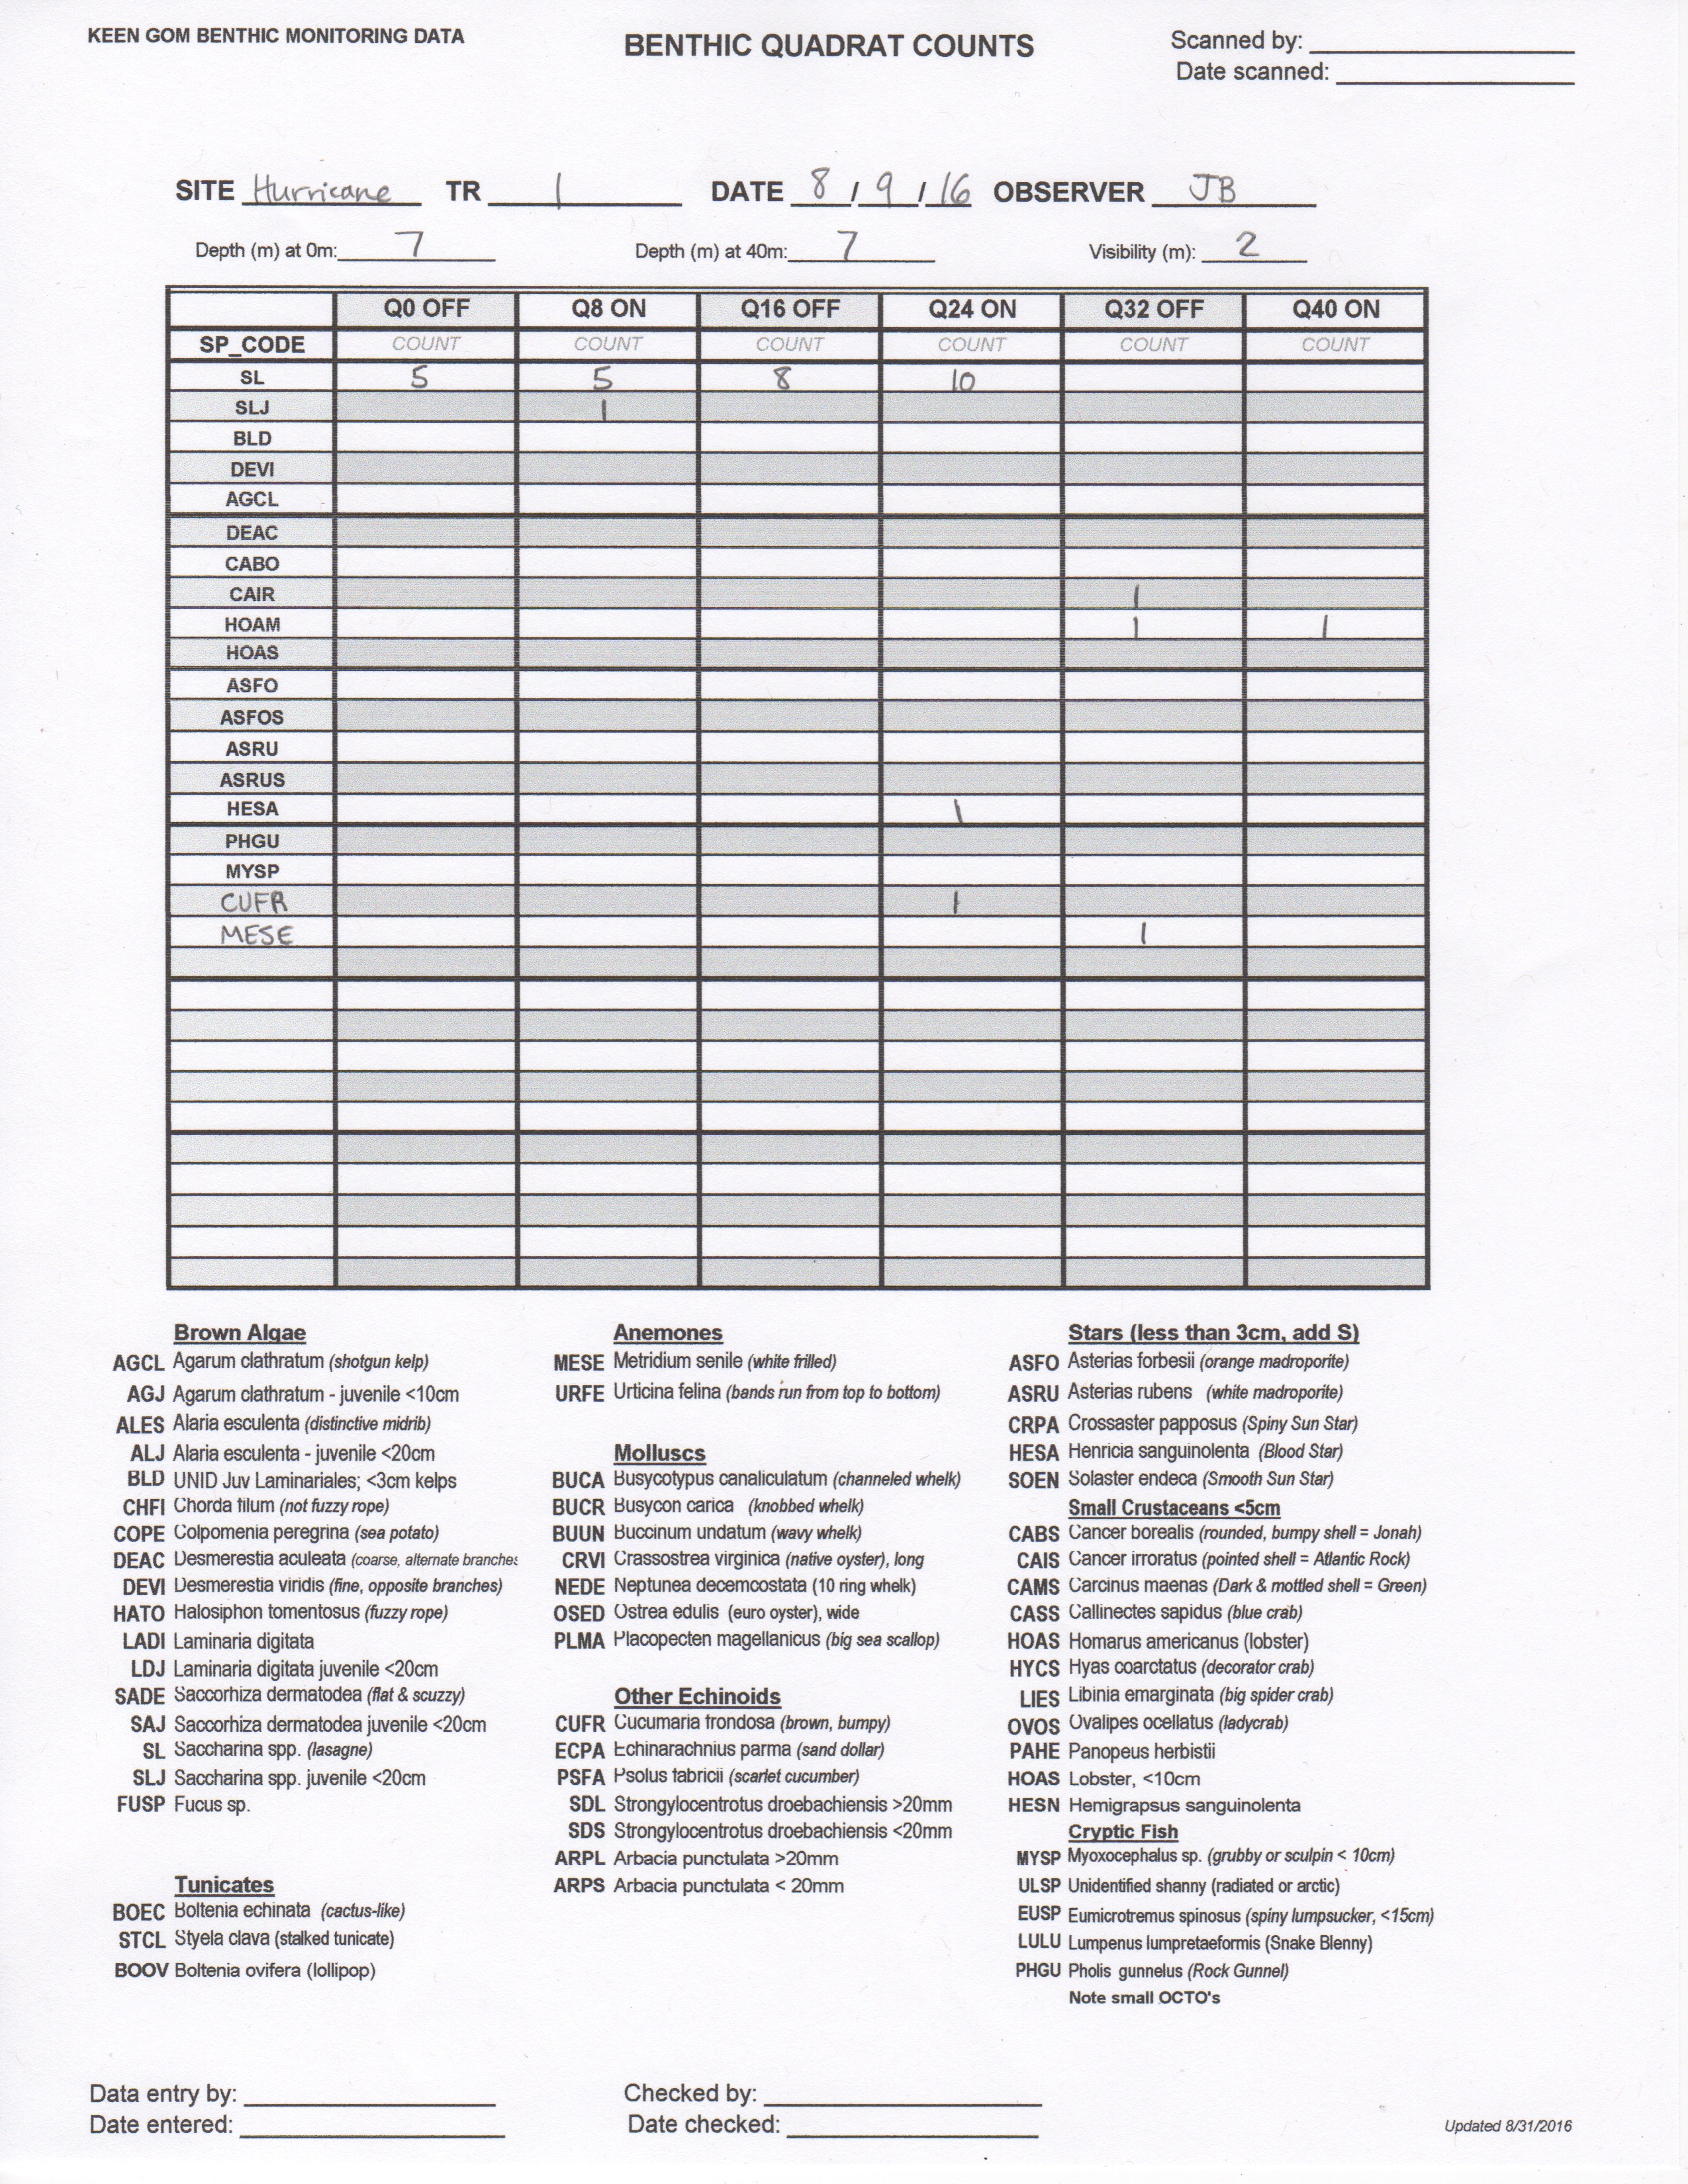 KEEN GOM BENTHIC MONITORING DATA
BENTHIC QUADRAT COUNTS
Scanned by:
Date scanned:
SITE Hurricane TR 1 DATE 8/9/16 OBSERVER JB
Depth (m) at 0m: 7 Depth (m) at 40m: 7 Visibility (m): 2
Q0 OFF Q8 ON Q16 OFF Q24 ON Q32 OFF Q40 ON
SP_CODE COUNT COUNT COUNT COUNT COUNT COUNT
SL 5 5 8 10
SLJ 1
BLD
DEVI
AGCL
DEAC
CABO
CAIR 1
HOAM 1 1
HOAS
ASFO
ASFOS
ASRU
ASRUS
HESA 1
PHGU
MYSP
CUFR 1
MESE 1
Brown Algae
AGCL Agarum clathratum (shotgun kelp)
AGJ Agarum clathratum - juvenile <10cm
ALES Alaria esculenta (distinctive midrib)
ALJ Alaria esculenta - juvenile <20cm
BLD UNID Juv Laminariales; <3cm kelps
CHFI Chorda filum (not fuzzy rope)
COPE Colpomenia peregrina (sea potato)
DEAC Desmerestia aculeata (coarse, alternate branches
DEVI Desmerestia viridis (fine, opposite branches)
HATO Halosiphon tomentosus (fuzzy rope)
LADI Laminaria digitata
LDJ Laminaria digitata juvenile <20cm
SADE Saccorhiza dermatodea (flat & scuzzy)
SAJ Saccorhiza dermatodea juvenile <20cm
SL Saccharina spp. (lasagne)
SLJ Saccharina spp. juvenile <20cm
FUSP Fucus sp.
Tunicates
BOEC Boltenia echinata (cactus-like)
STCL Styela clava (stalked tunicate)
BOOV Boltenia ovifera (lollipop)
Anemones
MESE Metridium senile (white frilled)
URFE Urticina felina (bands run from top to bottom)
Molluscs
BUCA Busycotypus canaliculatum (channeled whelk)
BUCR Busycon carica (knobbed whelk)
BUUN Buccinum undatum (wavy whelk)
CRVI Crassostrea virginica (native oyster), long
NEDE Neptunea decemcostata (10 ring whelk)
OSED Ostrea edulis (euro oyster), wide
PLMA Placopecten magellanicus (big sea scallop)
Other Echinoids
CUFR Cucumaria frondosa (brown, bumpy)
ECPA Echinarachnius parma (sand dollar)
PSFA Psolus fabricii (scarlet cucumber)
SDL Strongylocentrotus droebachiensis >20mm
SDS Strongylocentrotus droebachiensis <20mm
ARPL Arbacia punctulata >20mm
ARPS Arbacia punctulata < 20mm
Stars (less than 3cm, add S)
ASFO Asterias forbesii (orange madroporite)
ASRU Asterias rubens (white madroporite)
CRPA Crossaster papposus (Spiny Sun Star)
HESA Henricia sanguinolenta (Blood Star)
SOEN Solaster endeca (Smooth Sun Star)
Small Crustaceans <5cm
CABS Cancer borealis (rounded, bumpy shell = Jonah)
CAIS Cancer irroratus (pointed shell = Atlantic Rock)
CAMS Carcinus maenas (Dark & mottled shell = Green)
CASS Callinectes sapidus (blue crab)
HOAS Homarus americanus (lobster)
HYCS Hyas coarctatus (decorator crab)
LIES Libinia emarginata (big spider crab)
OVOS Ovalipes ocellatus (ladycrab)
PAHE Panopeus herbistii
HOAS Lobster, <10cm
HESN Hemigrapsus sanguinolenta
Cryptic Fish
MYSP Myoxocephalus sp. (grubby or sculpin < 10cm)
ULSP Unidentified shanny (radiated or arctic)
EUSP Eumicrotremus spinosus (spiny lumpsucker, <15cm)
LULU Lumpenus lumpretaeformis (Snake Blenny)
PHGU Pholis gunnelus (Rock Gunnel)
Note small OCTO's
Data entry by: Checked by:
Date entered: Date checked:
Updated 8/31/2016